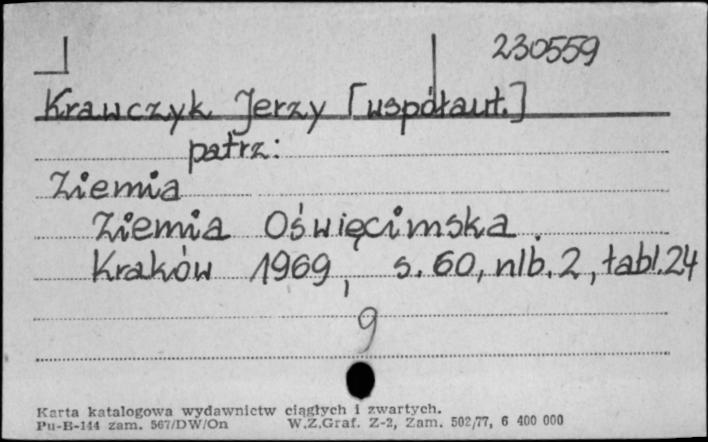 230559
Krawczyk Jerzy [współaut.]
patrz:
Ziemia
Ziemia Oświęcimska.
Kraków 1969, s. 60, nlb. 2, tabl. 24
9
Karta katalogowa wydawnictw ciągłych i zwartych.
Pu-B-144 zam. 567/DW/On W.Z.Graf. Z-2, Zam. 502/77, 6 400 000